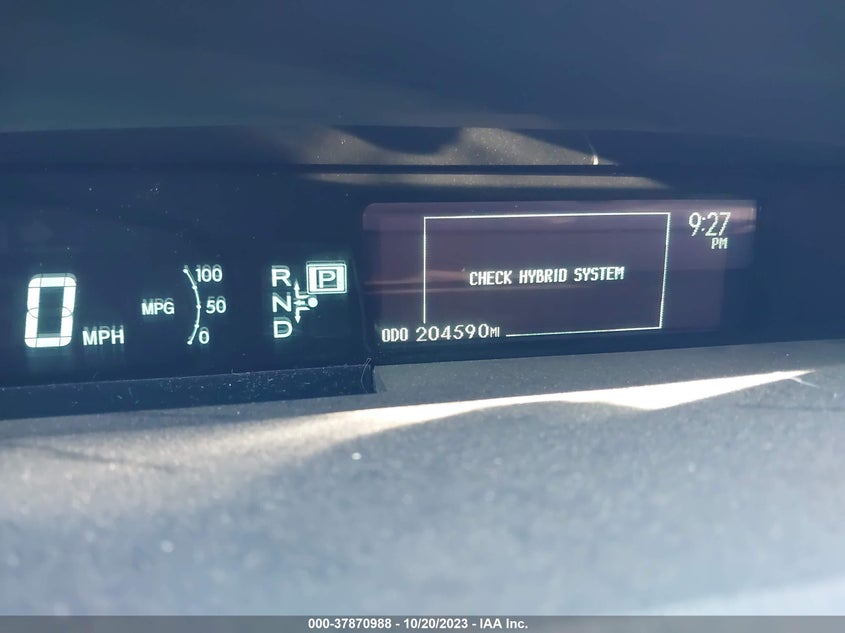 0 MPH
MPG
100
50
0
R
N
D
P
CHECK HYBRID SYSTEM
9:27
PM
ODO 204590MI
000-37870988 - 10/20/2023 - IAA Inc.